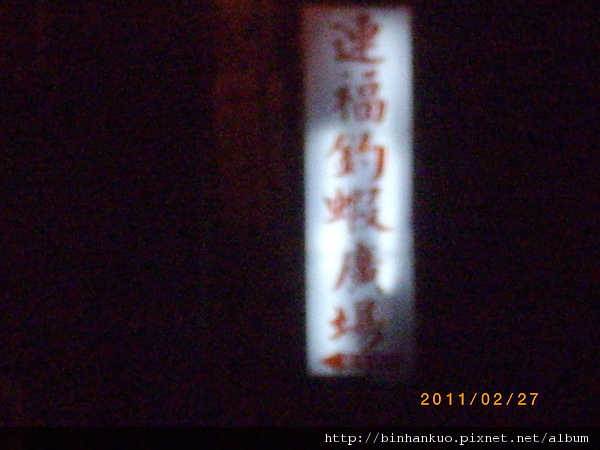 連福釣蝦廣場
2011/02/27
http://binhankuo.pixnet.net/album